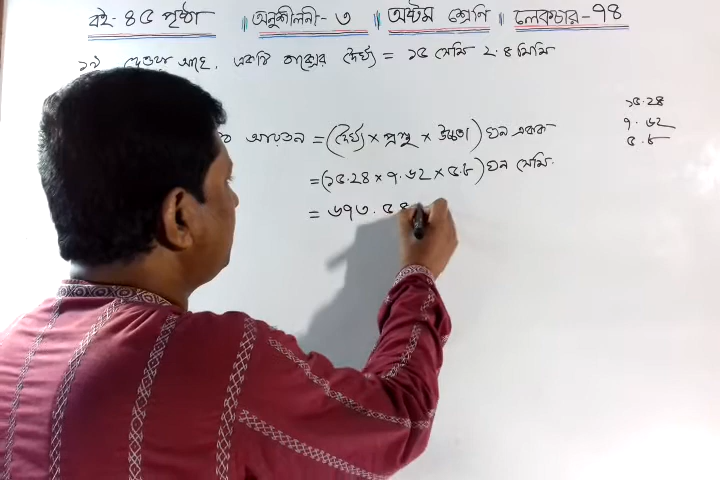 বই- ৪৫ পৃষ্ঠা অনুশীলনী- ৩ অষ্টম শ্রেণি লেকচার-৭৪
১৭ দেওয়া আছে, একটি বাক্সের দৈর্ঘ্য = ১৫ সেমি ২.৪ মিমি
আয়তন = (দৈর্ঘ্য × প্রস্থ × উচ্চতা) ঘন একক
= (১৫.২৪ × ৭.৬২ × ৫.৮) ঘন সেমি.
= ৬৭৩.৫৪
১৫.২৪
৭.৬২
৫.৮